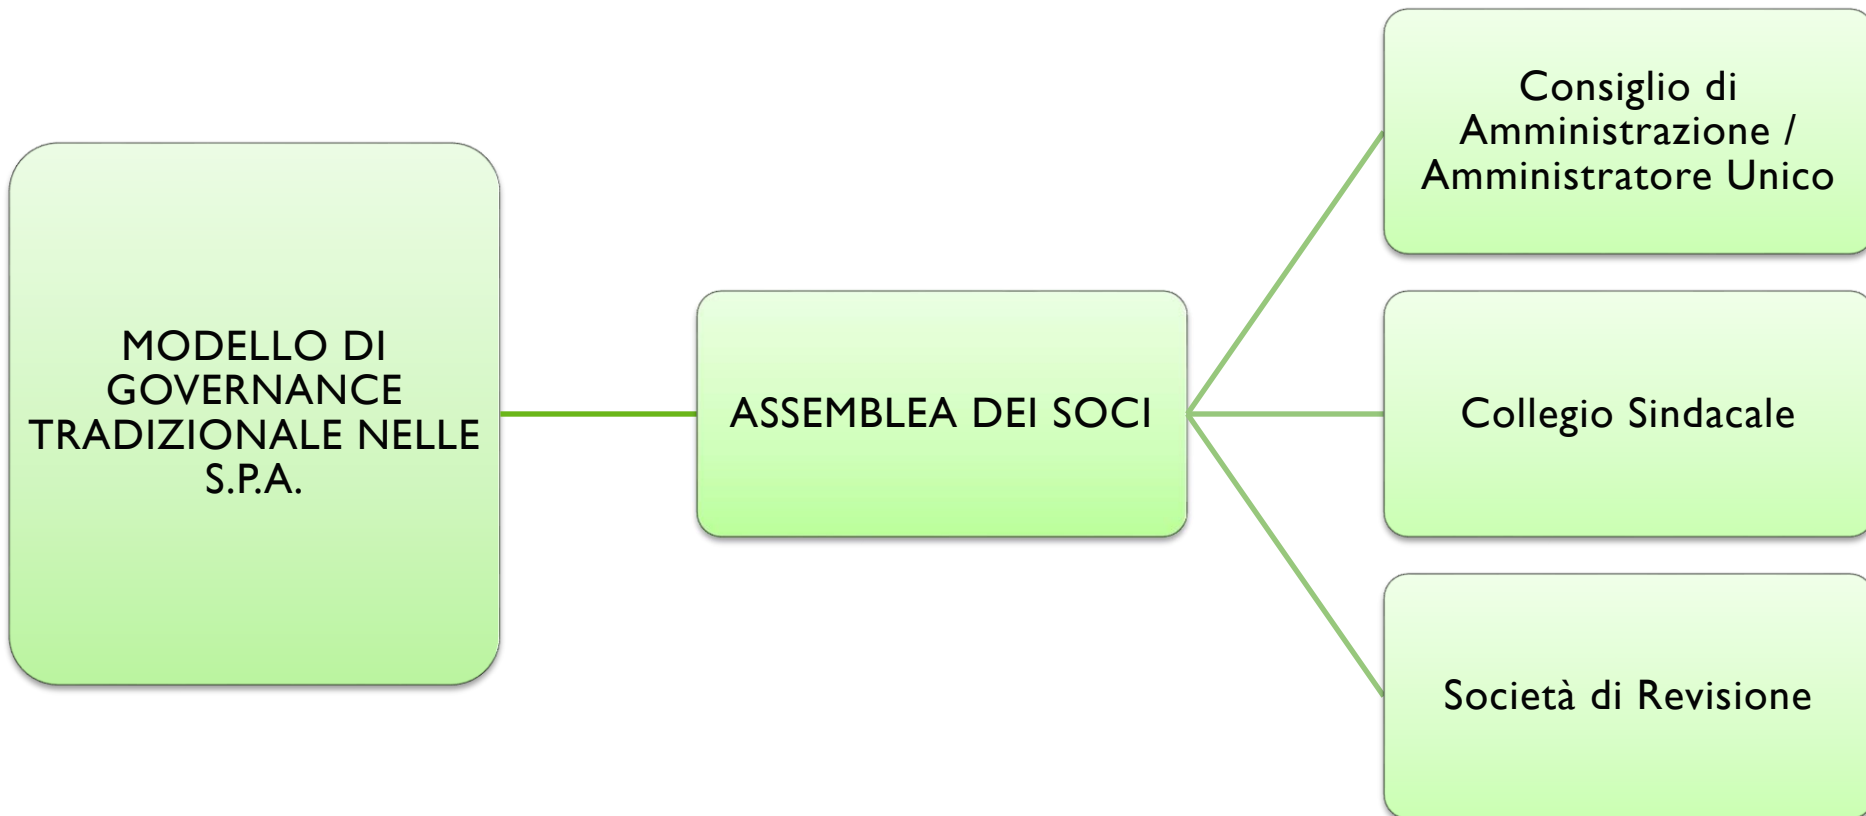 MODELLO DI
GOVERNANCE
TRADIZIONALE NELLE
S.P.A.
ASSEMBLEA DEI SOCI
Consiglio di
Amministrazione /
Amministratore Unico
Collegio Sindacale
Società di Revisione